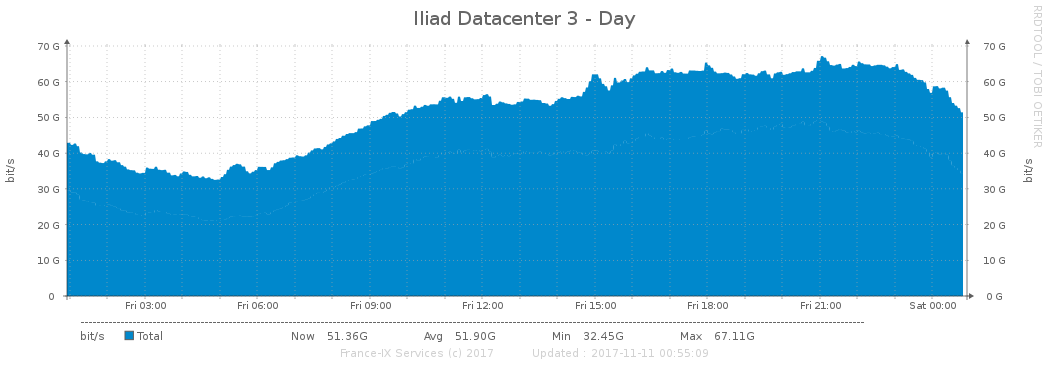 Iliad Datacenter 3 - Day
RRDTOOL / TOBI OETIKER
70 G 70 G
60 G 60 G
50 G 50 G
40 G 40 G
30 G 30 G
20 G 20 G
10 G 10 G
0 0 G
bit/s bit/s
Fri 03:00 Fri 06:00 Fri 09:00 Fri 12:00 Fri 15:00 Fri 18:00 Fri 21:00 Sat 00:00
bit/s Total Now 51.36G Avg 51.90G Min 32.45G Max 67.11G
France-IX Services (c) 2017 Updated : 2017-11-11 00:55:09